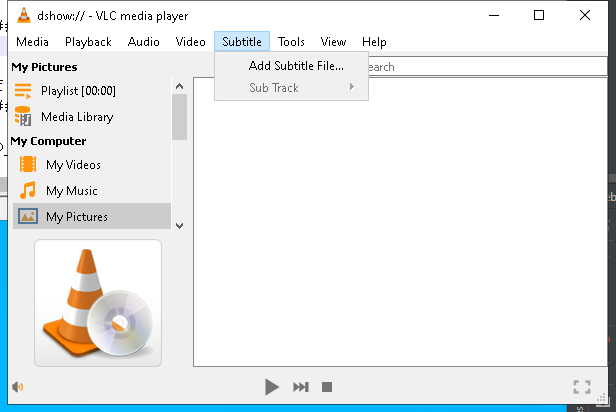 dshow:// - VLC media player
Media Playback Audio Video Subtitle Tools View Help
My Pictures
Playlist [00:00]
Media Library
My Computer
My Videos
My Music
My Pictures
Add Subtitle File...
Sub Track
earch